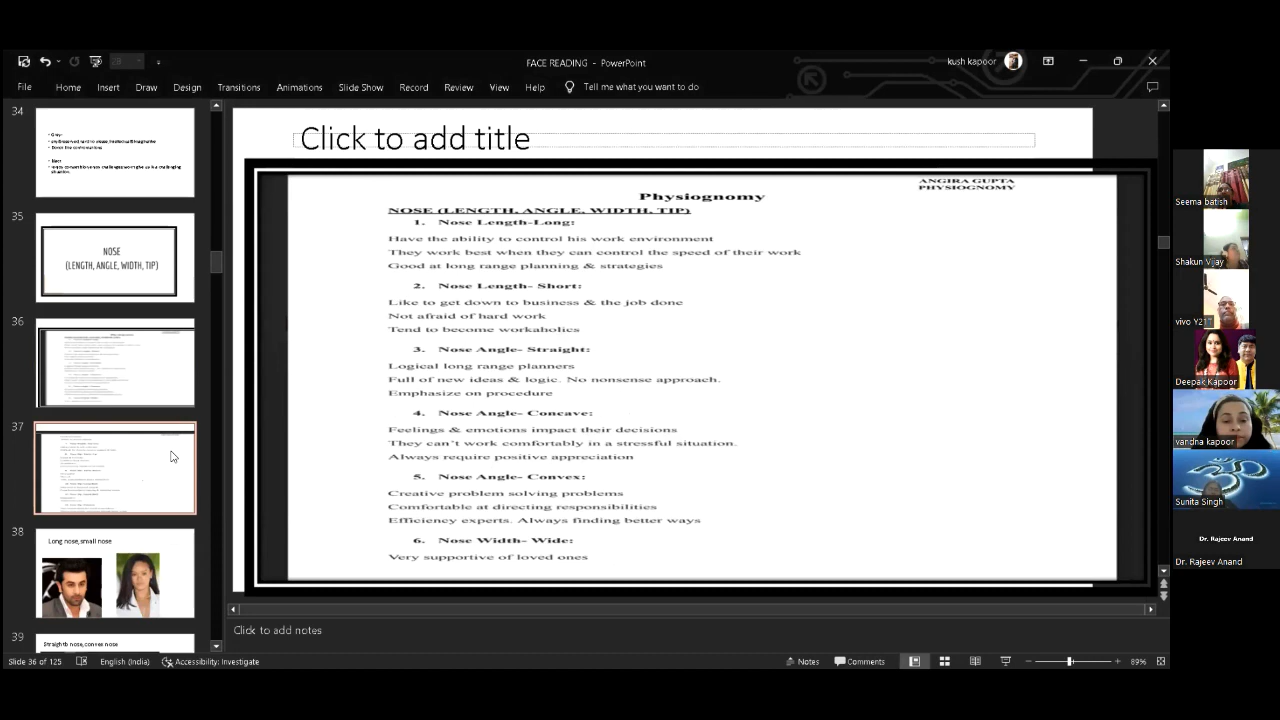 FACE READING - PowerPoint
kush kapoor
File Home Insert Draw Design Transitions Animations Slide Show Record Review View Help Tell me what you want to do
34
35
NOSE
(LENGTH, ANGLE, WIDTH, TIP)
36
37
38
Long nose, small nose
39
Straight b nose, convex nose
Click to add title
ANGIRA GUPTA
PHYSIOGNOMY
Physiognomy
NOSE (LENGTH, ANGLE, WIDTH, TIP)
1. Nose Length-Long:
Have the ability to control his work environment
They work best when they can control the speed of their work
Good at long range planning & strategies
2. Nose Length- Short:
Like to get down to business & the job done
Not afraid of hard work
Tend to become workaholics
3. Nose Angle- Straight:
Logical long range planners
Full of new ideas & logic. No nonsense approach.
Emphasize on procedure
4. Nose Angle- Concave:
Feelings & emotions impact their decisions
They can't work comfortably in a stressful situation.
Always require positive appreciation
5. Nose Angle- Convex:
Creative problem solving problems
Comfortable at directing responsibilities
Efficiency experts. Always finding better ways
6. Nose Width- Wide:
Very supportive of loved ones
Click to add notes
Slide 36 of 125 English (India) Accessibility: Investigate Notes Comments 89%
Seema batish
Shakun Vijay
vivo Y21
Deepak Kapoor
vandna kapoor
Sunita Singh
Dr. Rajeev Anand
Dr. Rajeev Anand